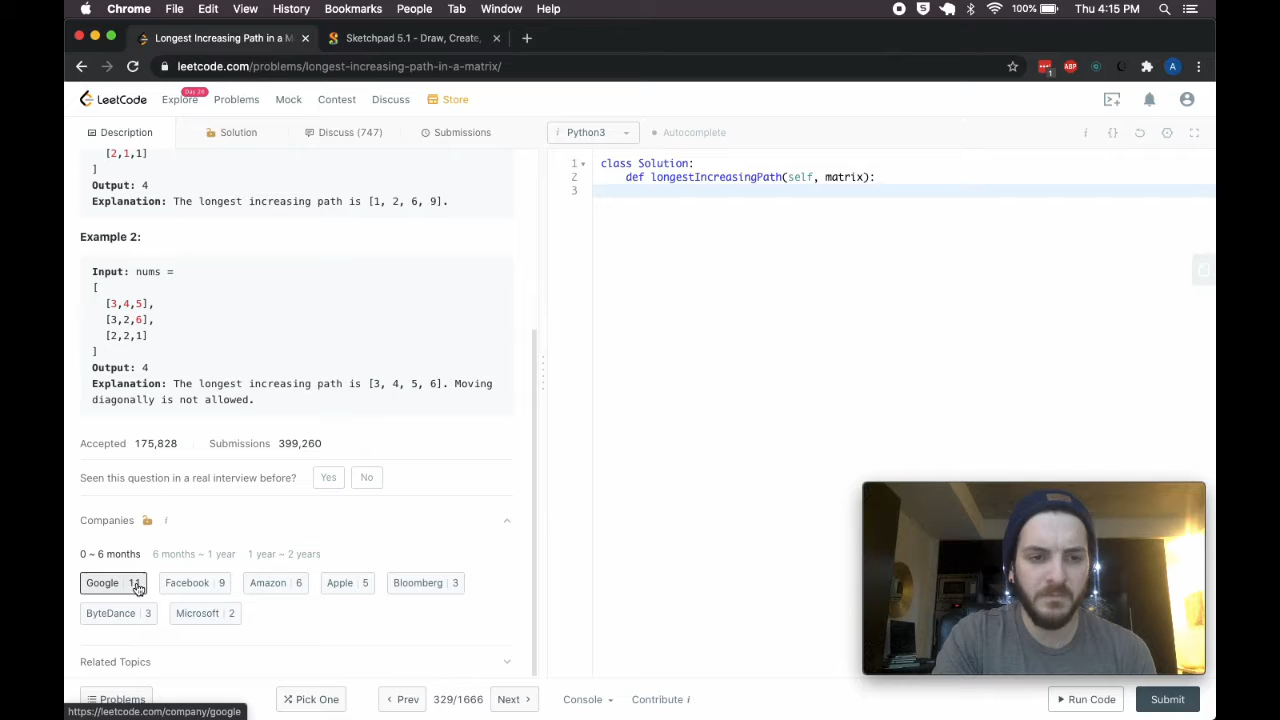 Chrome File Edit View History Bookmarks People Tab Window Help 100% Thu 4:15 PM
Longest Increasing Path in a M Sketchpad 5.1 - Draw, Create,
leetcode.com/problems/longest-increasing-path-in-a-matrix/
LeetCode Explore Day 26 Problems Mock Contest Discuss Store
Description Solution Discuss (747) Submissions
i Python3 Autocomplete
[2,1,1]
]
Output: 4
Explanation: The longest increasing path is [1, 2, 6, 9].
Example 2:
Input: nums =
[
[3,4,5],
[3,2,6],
[2,2,1]
]
Output: 4
Explanation: The longest increasing path is [3, 4, 5, 6]. Moving
diagonally is not allowed.
Accepted 175,828 Submissions 399,260
Seen this question in a real interview before? Yes No
Companies i
0 ~ 6 months 6 months ~ 1 year 1 year ~ 2 years
Google Facebook 9 Amazon 6 Apple 5 Bloomberg 3
ByteDance 3 Microsoft 2
Related Topics
Problems Pick One Prev 329/1666 Next Console Contribute i Run Code Submit
https://leetcode.com/company/google
1 class Solution:
2 def longestIncreasingPath(self, matrix):
3